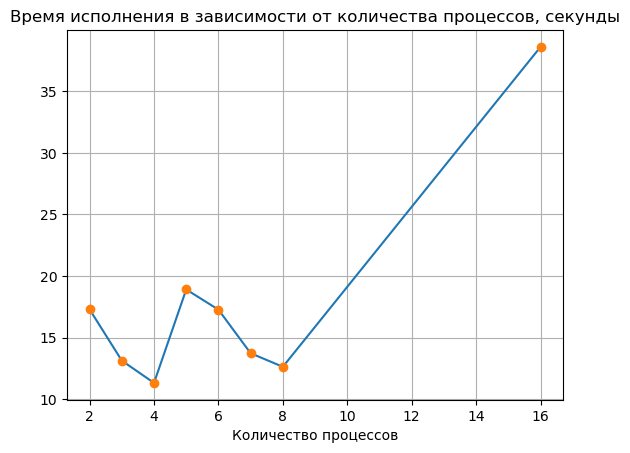 Время исполнения в зависимости от количества процессов, секунды
35
30
25
20
15
10
2 4 6 8 10 12 14 16
Количество процессов